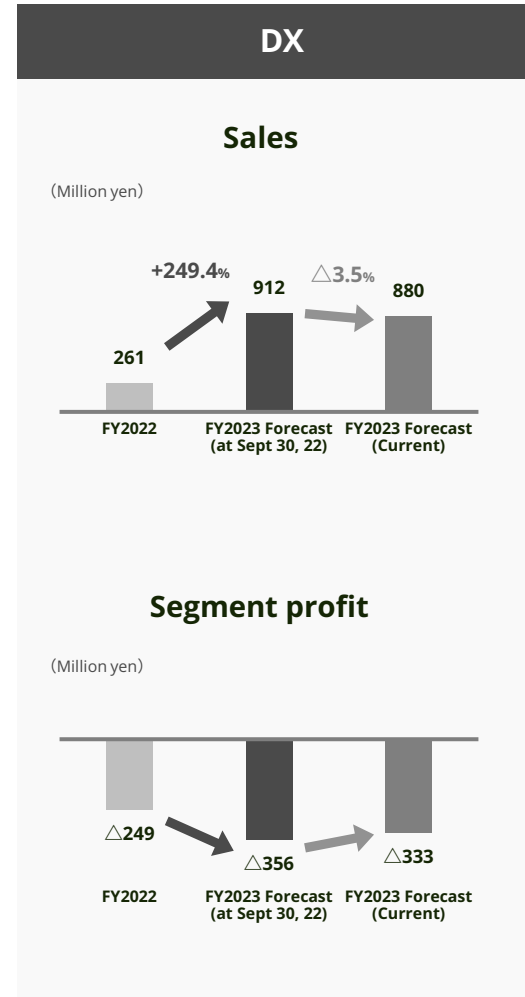 DX
Sales
（Million yen）
+249.4%
△3.5%
261
912
880
FY2022
FY2023 Forecast
(at Sept 30, 22)
FY2023 Forecast
(Current)
Segment profit
（Million yen）
△249
△356
△333
FY2022
FY2023 Forecast
(at Sept 30, 22)
FY2023 Forecast
(Current)